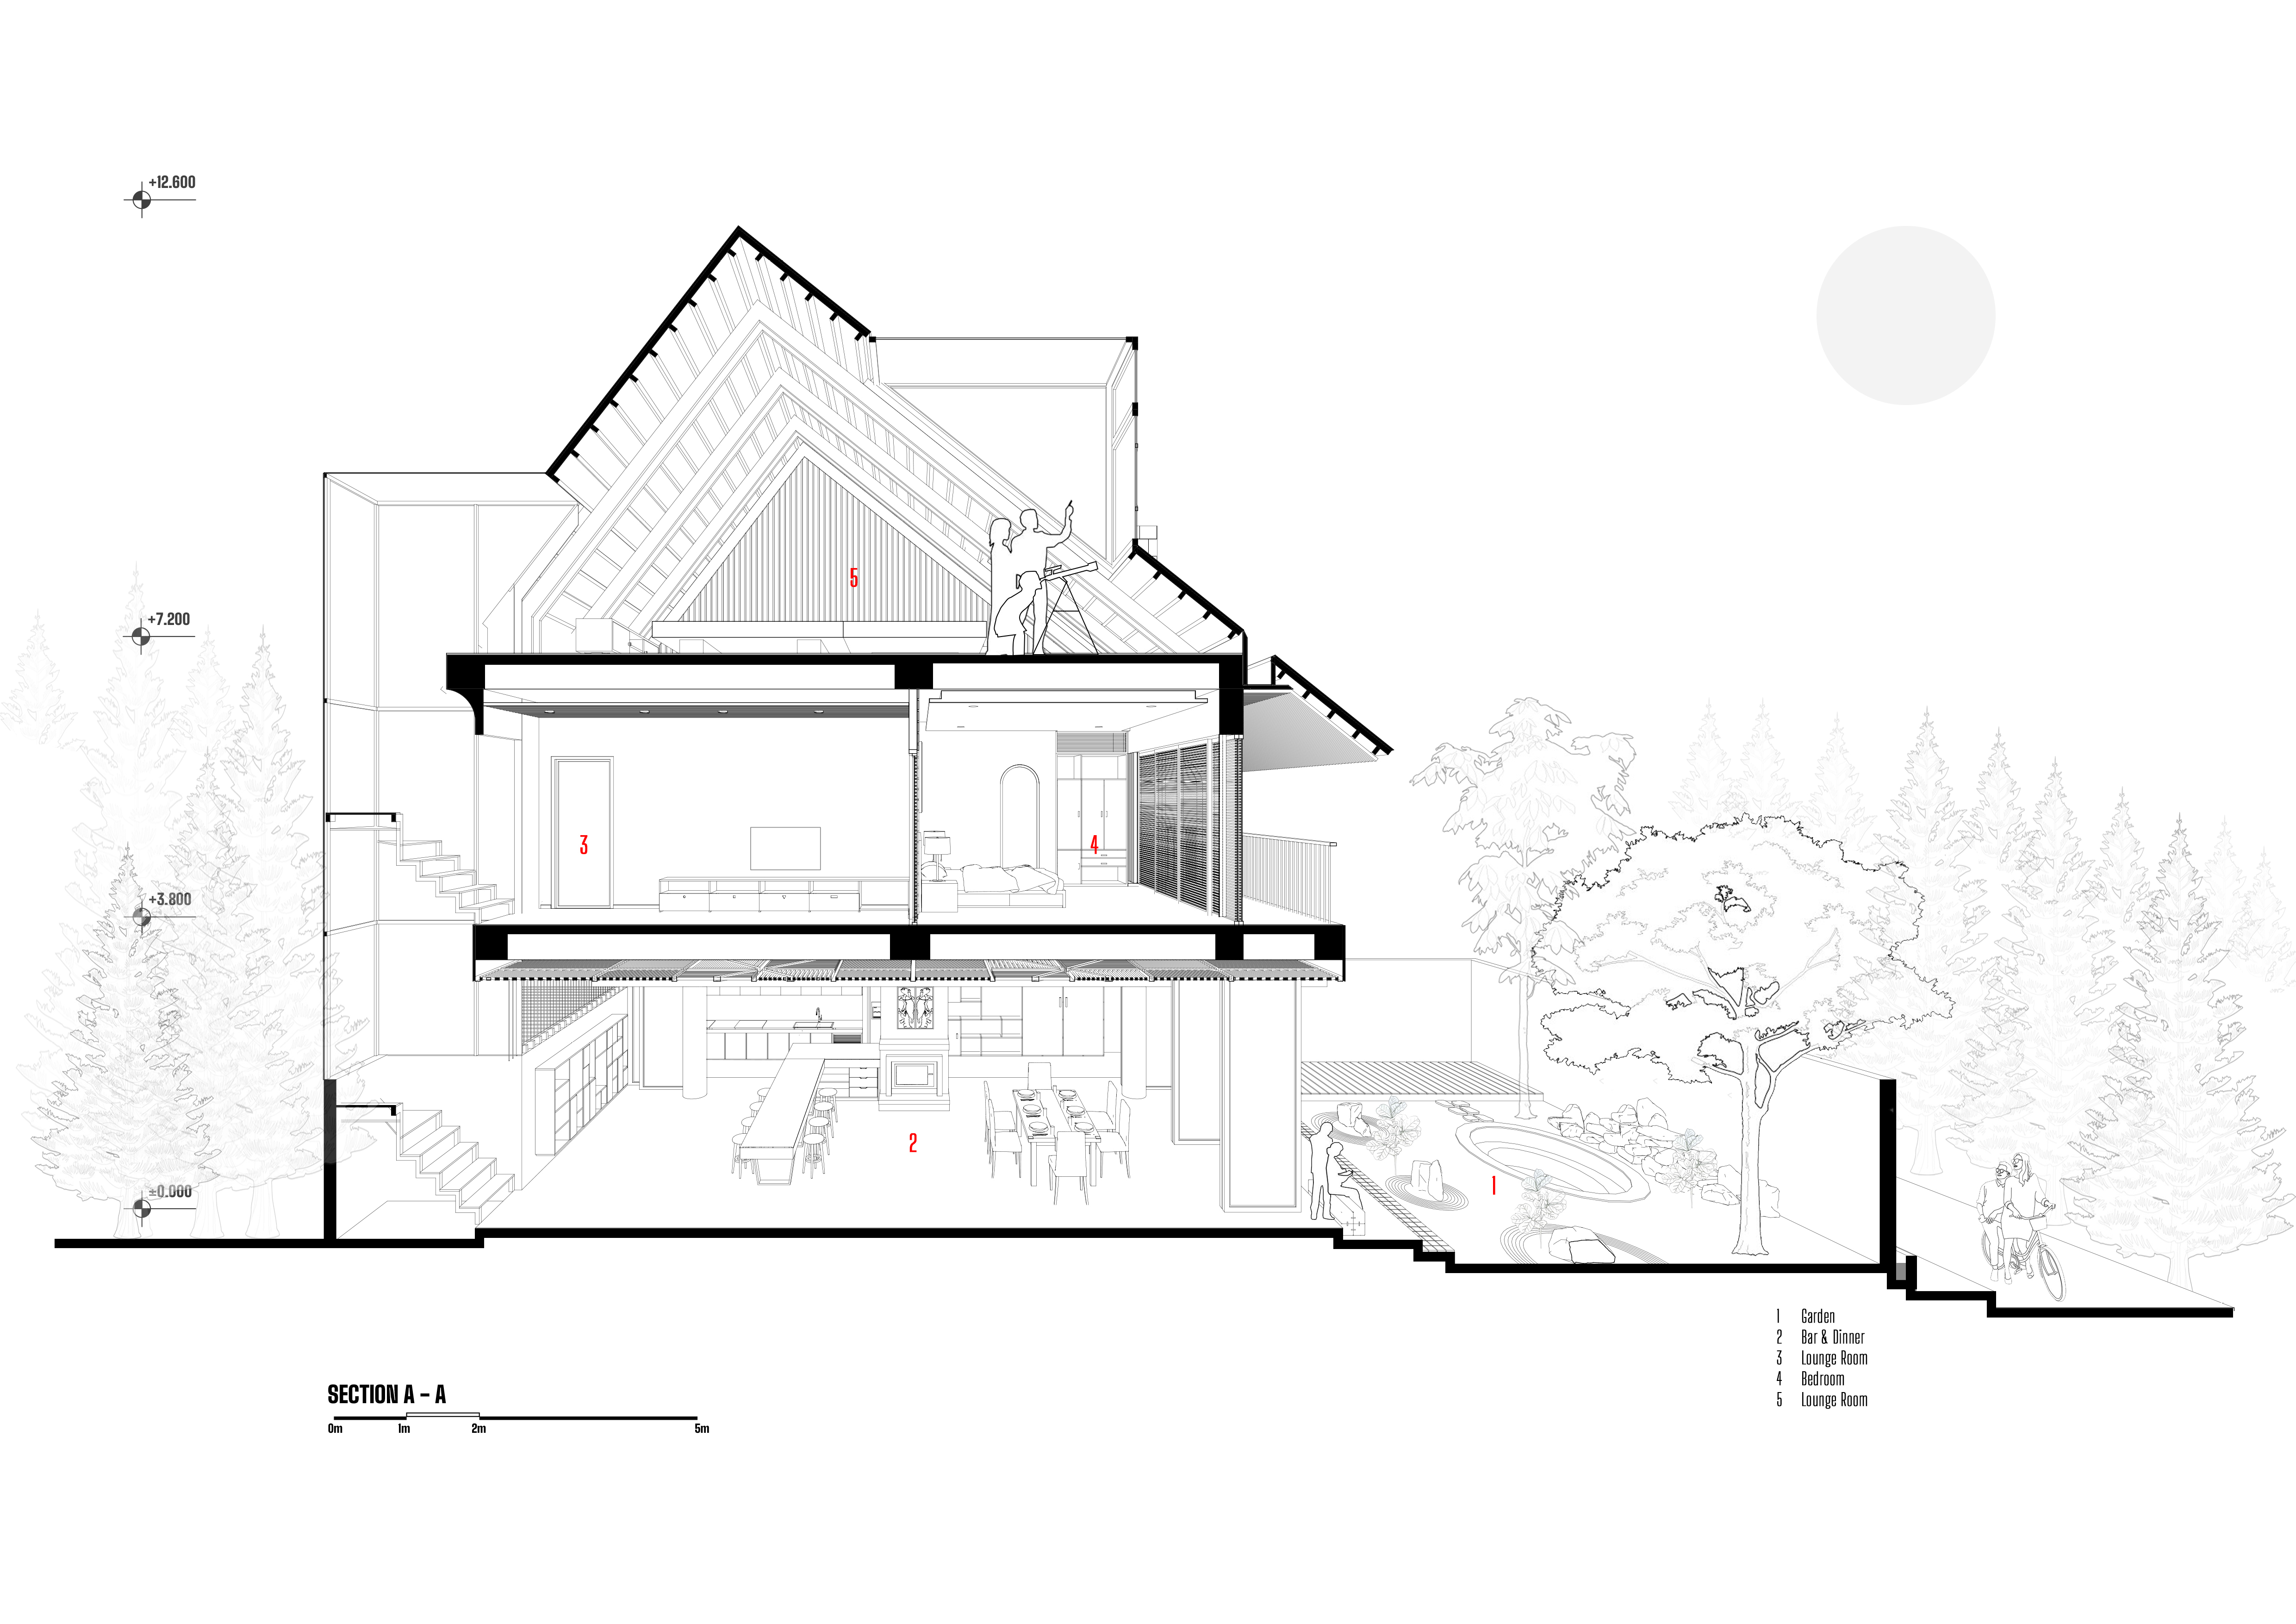 +12.600
+7.200
+3.800
±0.000
5
3
4
2
1
1 Garden
2 Bar & Dinner
3 Lounge Room
4 Bedroom
5 Lounge Room
SECTION A - A
0m 1m 2m 5m